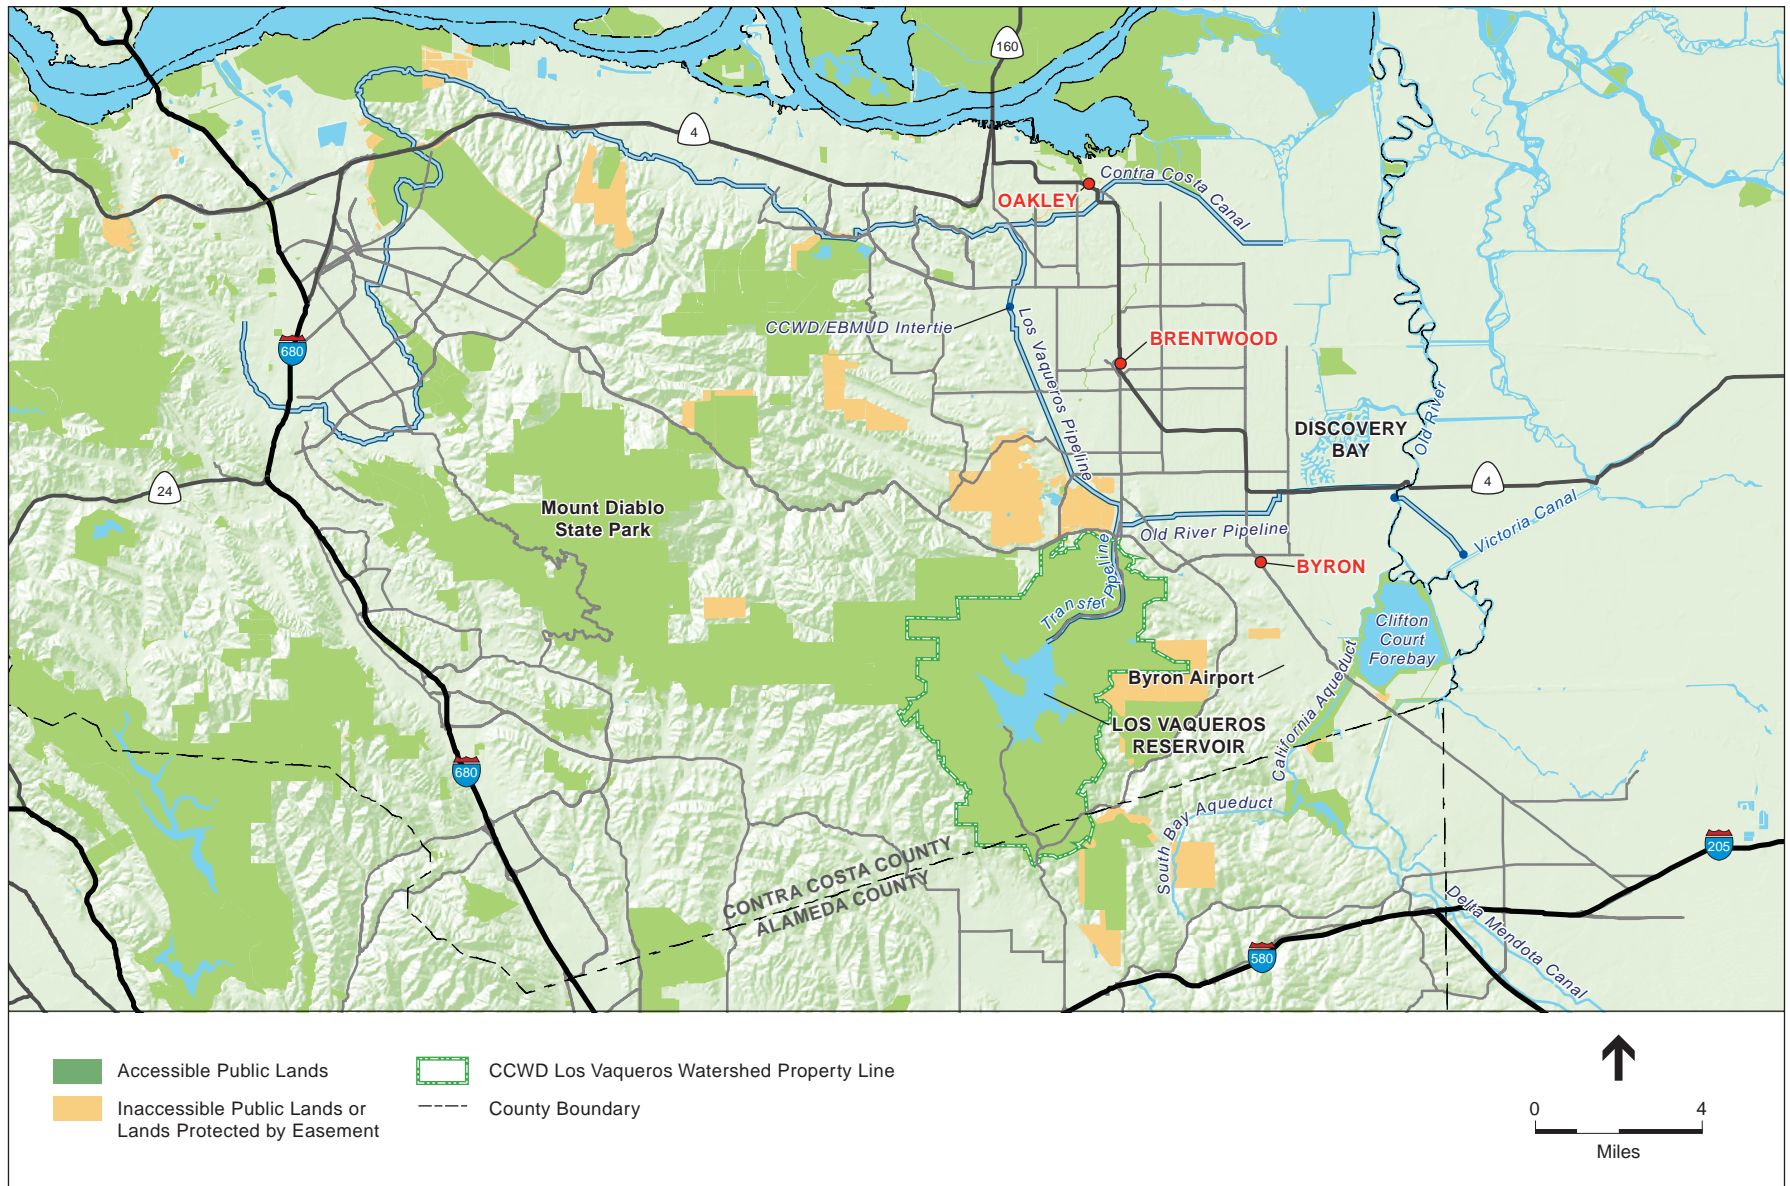 160
4
Contra Costa Canal
OAKLEY
CCWD/EBMUD Intertie
Los Vaqueros Pipeline
BRENTWOOD
680
Old River
DISCOVERY
BAY
24
4
Mount Diablo
State Park
Victoria Canal
Old River Pipeline
BYRON
Transfer Pipeline
Clifton
Court
Forebay
Byron Airport
California Aqueduct
LOS VAQUEROS
RESERVOIR
680
South Bay Aqueduct
205
CONTRA COSTA COUNTY
ALAMEDA COUNTY
Delta Mendota Canal
580
Accessible Public Lands
Inaccessible Public Lands or
Lands Protected by Easement
CCWD Los Vaqueros Watershed Property Line
County Boundary
0 4
Miles